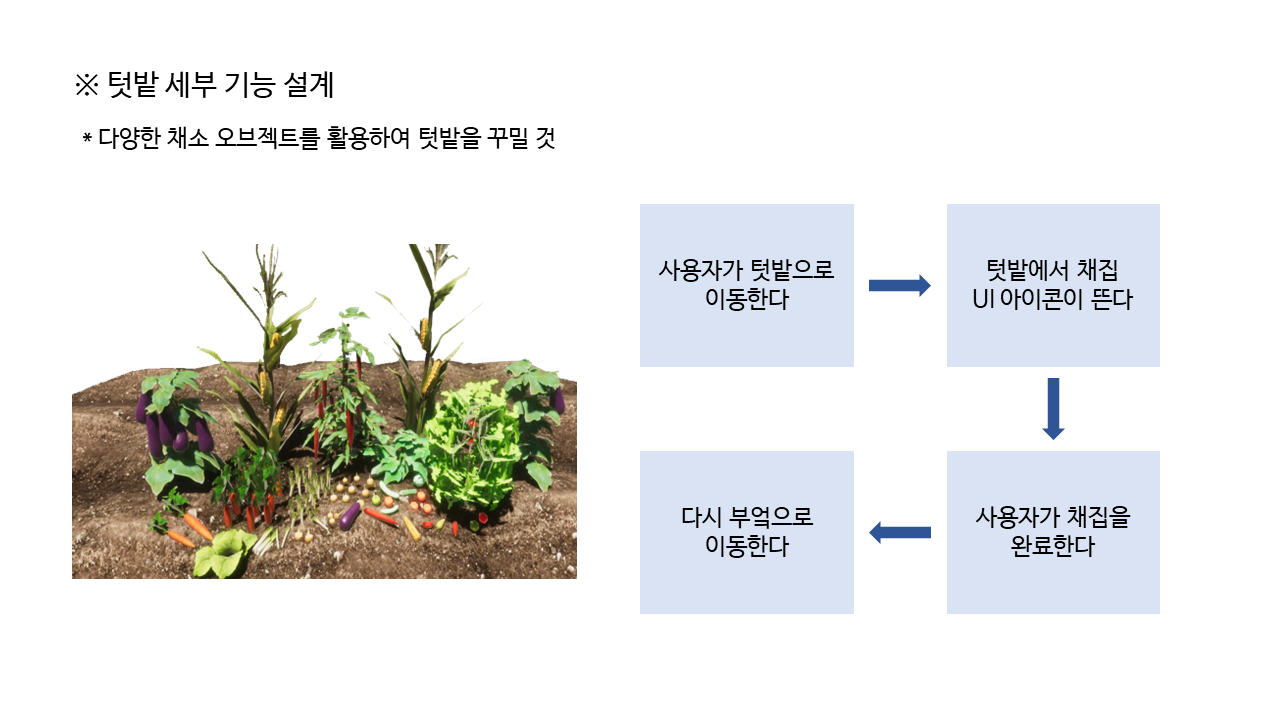 ※ 텃밭 세부 기능 설계
* 다양한 채소 오브젝트를 활용하여 텃밭을 꾸밀 것
사용자가 텃밭으로
이동한다
텃밭에서 채집
UI 아이콘이 뜬다
사용자가 채집을
완료한다
다시 부엌으로
이동한다